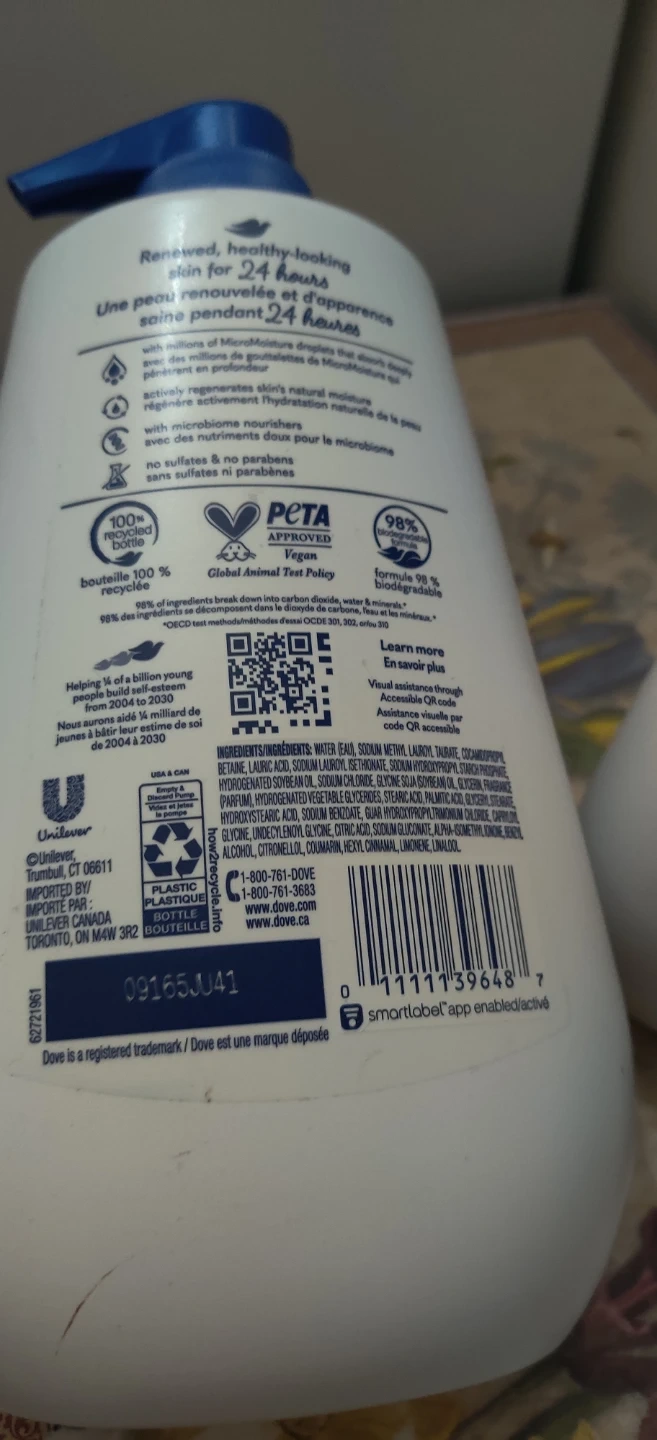 Renewed, healthy-looking
skin for 24 hours
Une peau renouvelée et d'apparence
saine pendant 24 heures
with millions of MicroMoisture droplets that absorb deeply
avec des millions de gouttelettes de MicroMoisture qui
pénètrent en profondeur
actively regenerates skin's natural moisture
régénère activement l'hydratation naturelle de la peau
with microbiome nourishers
avec des nutriments doux pour le microbiome
no sulfates & no parabens
sans sulfates ni parabènes
100%
recycled
bottle
bouteille 100 %
recyclée
PETA
APPROVED
Vegan
Global Animal Test Policy
98%
biodegradable
formula
formule 98 %
biodégradable
98% of ingredients break down into carbon dioxide, water & minerals.*
98% des ingrédients se décomposent dans le dioxyde de carbone, l'eau et les minéraux.*
*OECD test methods/méthodes d'essai OCDE 301, 302, or/ou 310
Helping ¼ of a billion young
people build self-esteem
from 2004 to 2030
Nous aurons aidé ¼ milliard de
jeunes à bâtir leur estime de soi
de 2004 à 2030
Learn more
En savoir plus
Visual assistance through
Accessible QR code
Assistance visuelle par
code QR accessible
INGREDIENTS/INGRÉDIENTS: WATER (EAU), SODIUM METHYL LAUROYL TAURATE, COCAMIDOPROPYL
BETAINE, LAURIC ACID, SODIUM LAUROYL ISETHIONATE, SODIUM HYDROXYPROPYL STARCH PHOSPHATE,
HYDROGENATED SOYBEAN OIL, SODIUM CHLORIDE, GLYCINE SOJA (SOYBEAN) OIL, GLYCERIN, FRAGRANCE
(PARFUM), HYDROGENATED VEGETABLE GLYCERIDES, STEARIC ACID, PALMITIC ACID, GLYCERYL STEARATE,
HYDROXYSTEARIC ACID, SODIUM BENZOATE, GUAR HYDROXYPROPYLTRIMONIUM CHLORIDE, CAPRYLOYL
GLYCINE, UNDECYLENOYL GLYCINE, CITRIC ACID, SODIUM GLUCONATE, ALPHA-ISOMETHYL IONONE, BENZYL
ALCOHOL, CITRONELLOL, COUMARIN, HEXYL CINNAMAL, LIMONENE, LINALOOL.
Unilever
©Unilever,
Trumbull, CT 06611
IMPORTED BY/
IMPORTÉ PAR :
UNILEVER CANADA
TORONTO, ON M4W 3R2
USA & CAN
Empty &
Discard Pump
Videz et jetez
la pompe
PLASTIC
PLASTIQUE
BOTTLE
BOUTEILLE
how2recycle.info
1-800-761-DOVE
1-800-761-3683
www.dove.com
www.dove.ca
0 11111 39648 7
smartlabel™ app enabled/activé
62721961
09165JU41
Dove is a registered trademark / Dove est une marque déposée